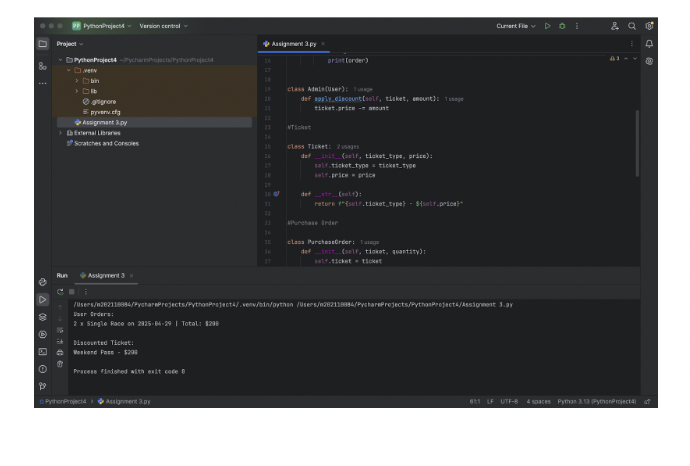 PP PythonProject4 Version control
Current File
Project
Assignment 3.py
PythonProject4 ~/PycharmProjects/PythonProject4
.venv
bin
lib
.gitignore
pyvenv.cfg
Assignment 3.py
External Libraries
Scratches and Consoles
16 print(order)
17
18
19 class Admin(User): 1 usage
20 def apply_discount(self, ticket, amount): 1 usage
21 ticket.price -= amount
22
23 #Ticket
24
25 class Ticket: 2 usages
26 def __init__(self, ticket_type, price):
27 self.ticket_type = ticket_type
28 self.price = price
29
30 def __str__(self):
31 return f"{self.ticket_type} - ${self.price}"
32
33 #Purchase Order
34
35 class PurchaseOrder: 1 usage
36 def __init__(self, ticket, quantity):
37 self.ticket = ticket
Run Assignment 3
/Users/m202110084/PycharmProjects/PythonProject4/.venv/bin/python /Users/m202110084/PycharmProjects/PythonProject4/Assignment 3.py
User Orders:
2 x Single Race on 2025-04-29 | Total: $200
Discounted Ticket:
Weekend Pass - $200
Process finished with exit code 0
PythonProject4 Assignment 3.py
61:1 LF UTF-8 4 spaces Python 3.13 (PythonProject4)